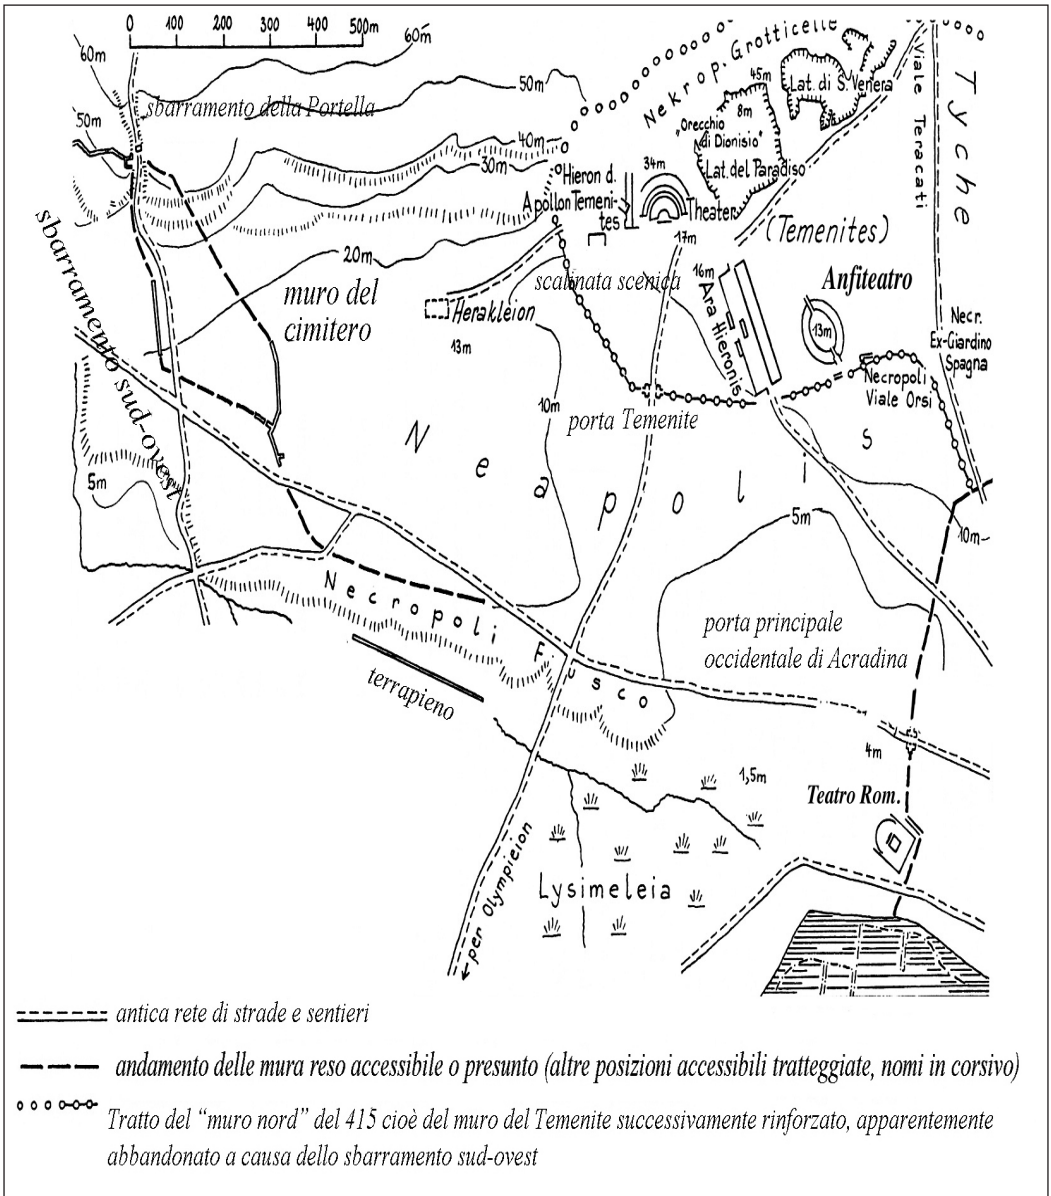 0 100 200 300 400 500m
60m
60m
50m
50m
40m
30m
20m
sbarramento della Portella
Nekrop. Grotticelle
45m
8m
Lat. di S. Venera
„Orecchio
di Dionisio"
Lat. del Paradiso
Viale Teracati
Tyche
34m
Hieron d.
Apollon Temeni-
tes
Theater
17m
(Temenites)
sbarramento sud-ovest
muro del
cimitero
scalinata scenica
Herakleion
13m
16m
Ara Hieronis
Anfiteatro
13m
Necr.
Ex-Giardino
Spagna
Necropoli
Viale Orsi
10m
porta Temenite
Neapolis
5m
5m
10m
Necropoli Fusco
terrapieno
porta principale
occidentale di Acradina
4m
1,5m
Teatro Rom.
Lysimeleia
per Olympieion
antica rete di strade e sentieri
andamento delle mura reso accessibile o presunto (altre posizioni accessibili tratteggiate, nomi in corsivo)
Tratto del “muro nord” del 415 cioè del muro del Temenite successivamente rinforzato, apparentemente
abbandonato a causa dello sbarramento sud-ovest